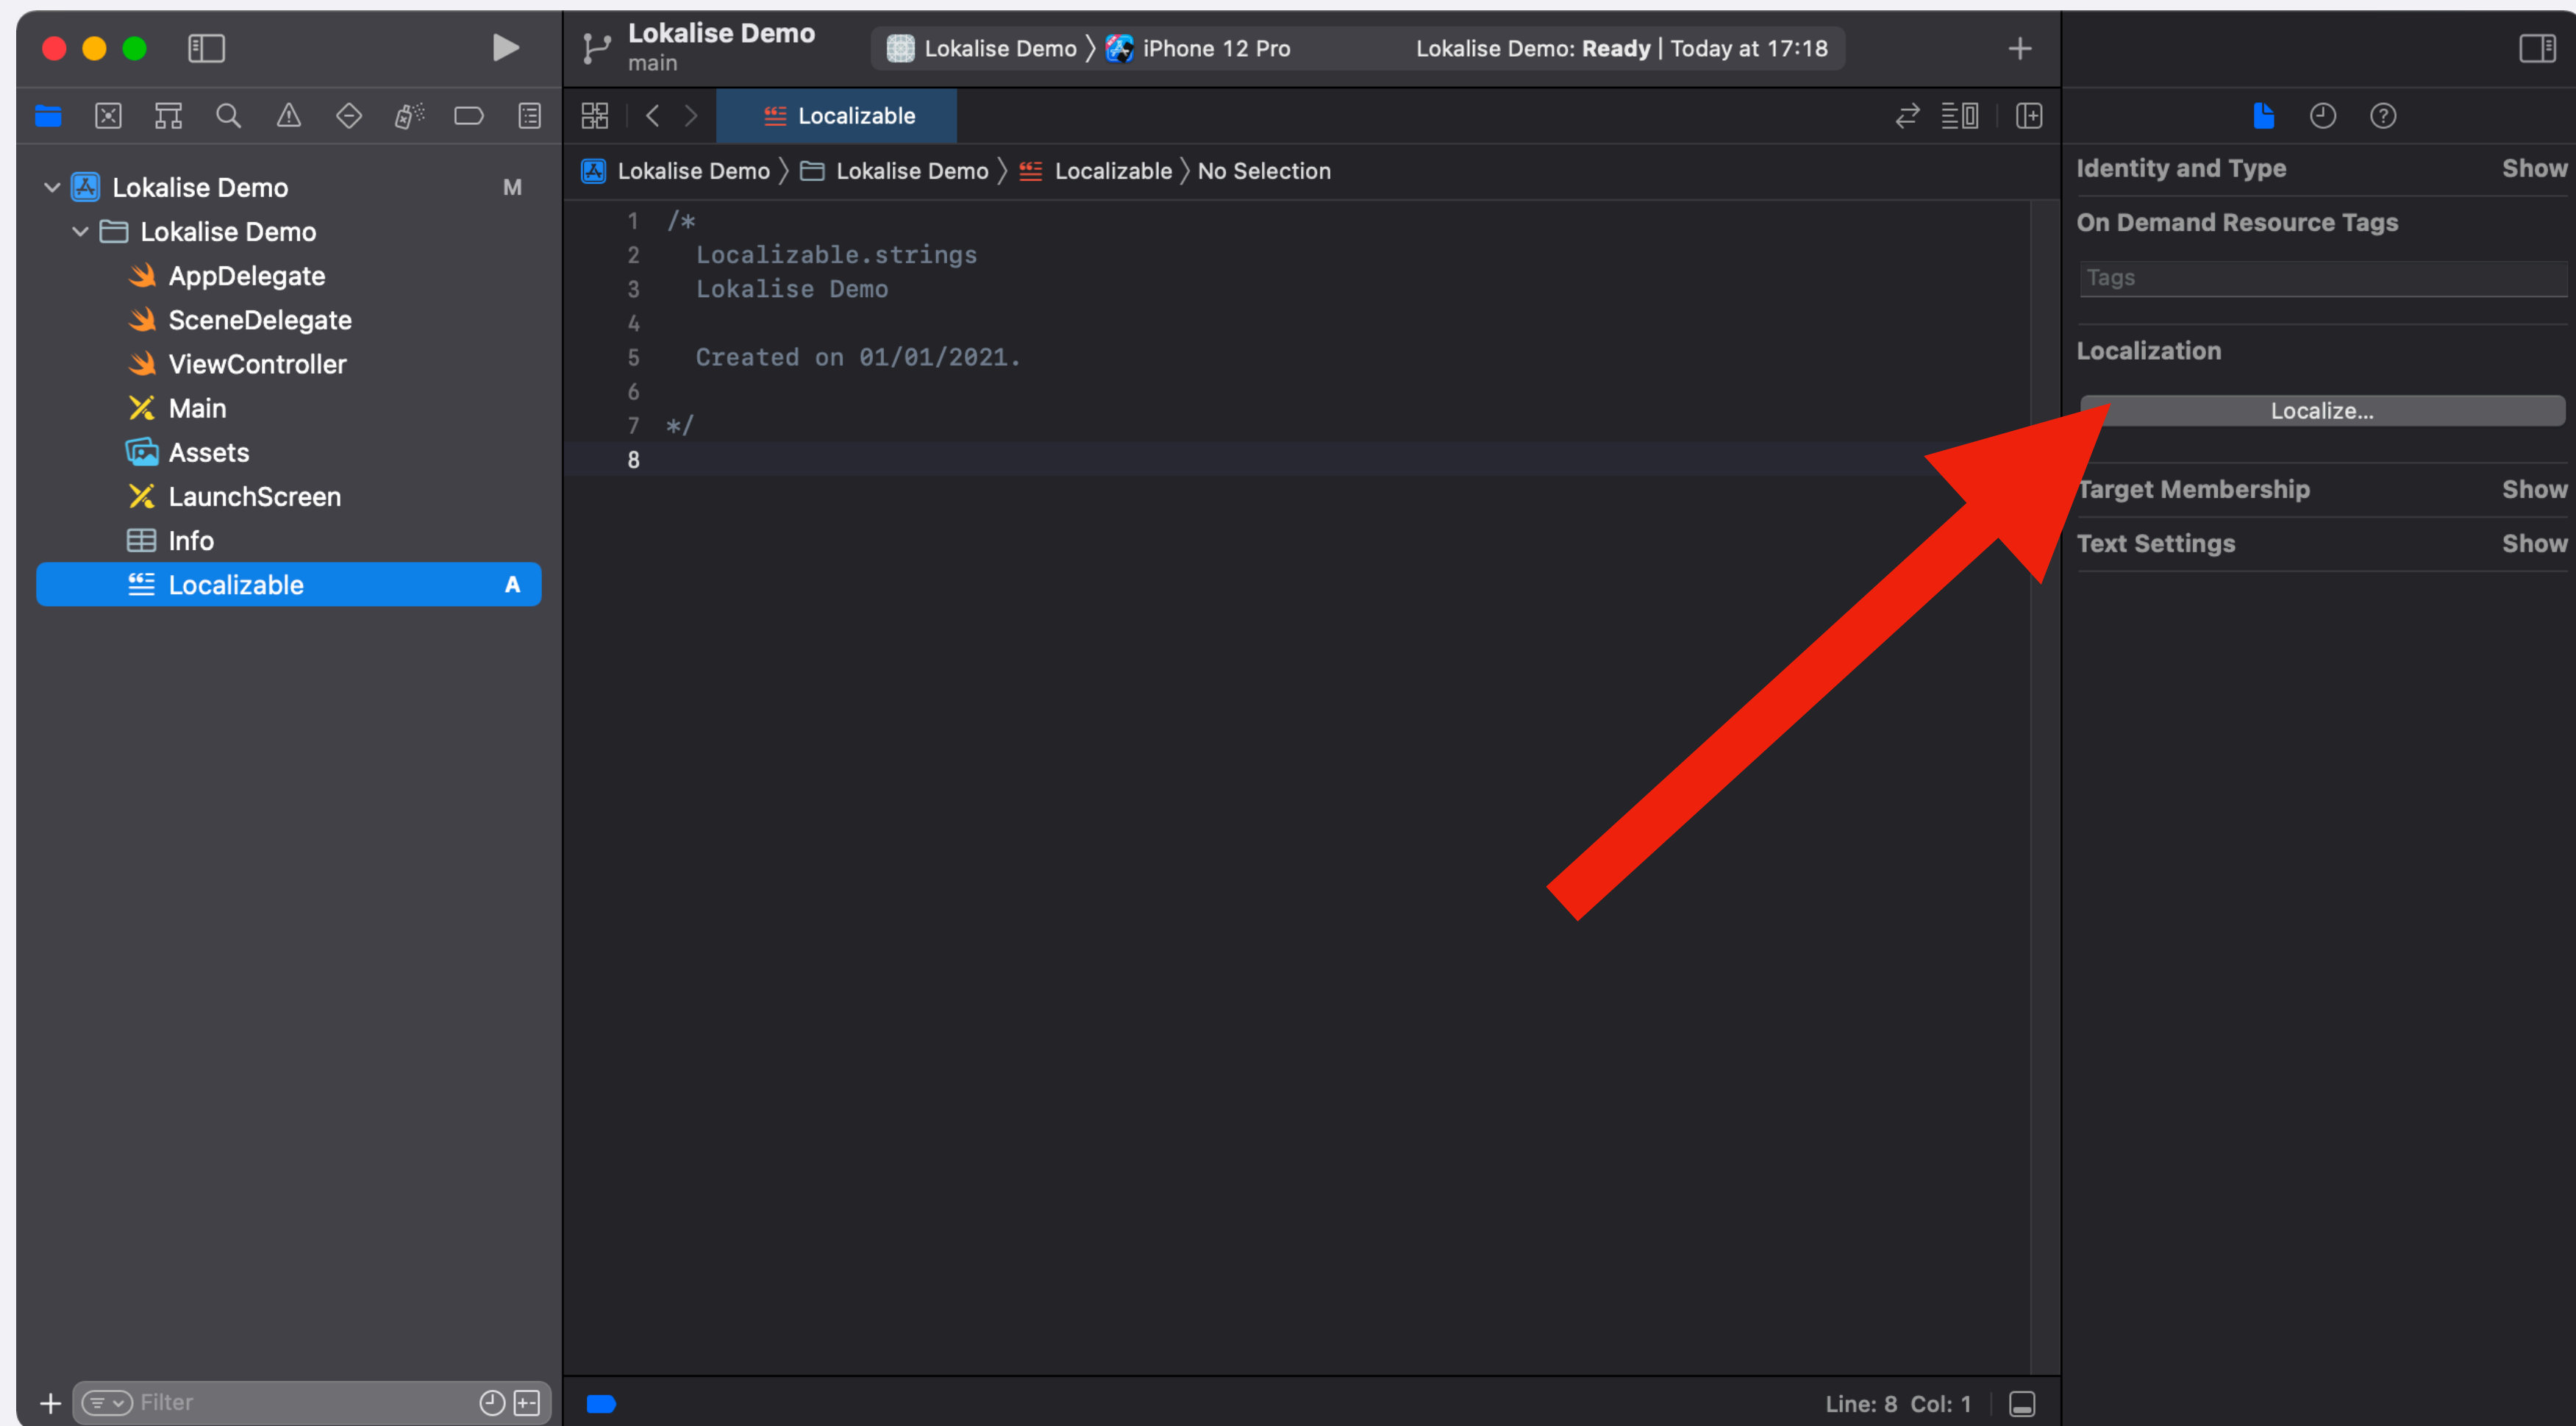 Lokalise Demo
main
Lokalise Demo
iPhone 12 Pro
Lokalise Demo: Ready | Today at 17:18
Localizable
Lokalise Demo
Lokalise Demo
Localizable
No Selection
Lokalise Demo M
Lokalise Demo
AppDelegate
SceneDelegate
ViewController
Main
Assets
LaunchScreen
Info
Localizable A
Filter
1 /*
2 Localizable.strings
3 Lokalise Demo
4
5 Created on 01/01/2021.
6
7 */
8
Line: 8 Col: 1
Identity and Type Show
On Demand Resource Tags
Tags
Localization
Localize...
Target Membership Show
Text Settings Show